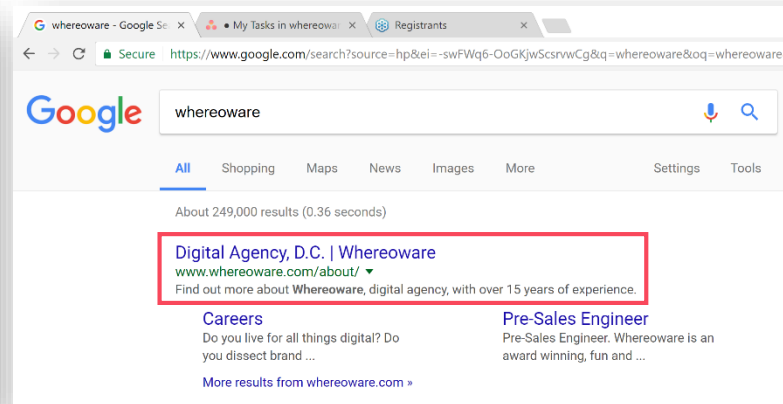 whereoware - Google Se
• My Tasks in whereowar
Registrants
Secure https://www.google.com/search?source=hp&ei=-swFWq6-OoGKjwScsrvwCg&q=whereoware&oq=whereoware
Google
whereoware
All Shopping Maps News Images More Settings Tools
About 249,000 results (0.36 seconds)
Digital Agency, D.C. | Whereoware
www.whereoware.com/about/
Find out more about Whereoware, digital agency, with over 15 years of experience.
Careers
Do you live for all things digital? Do
you dissect brand ...
Pre-Sales Engineer
Pre-Sales Engineer. Whereoware is an
award winning, fun and ...
More results from whereoware.com »